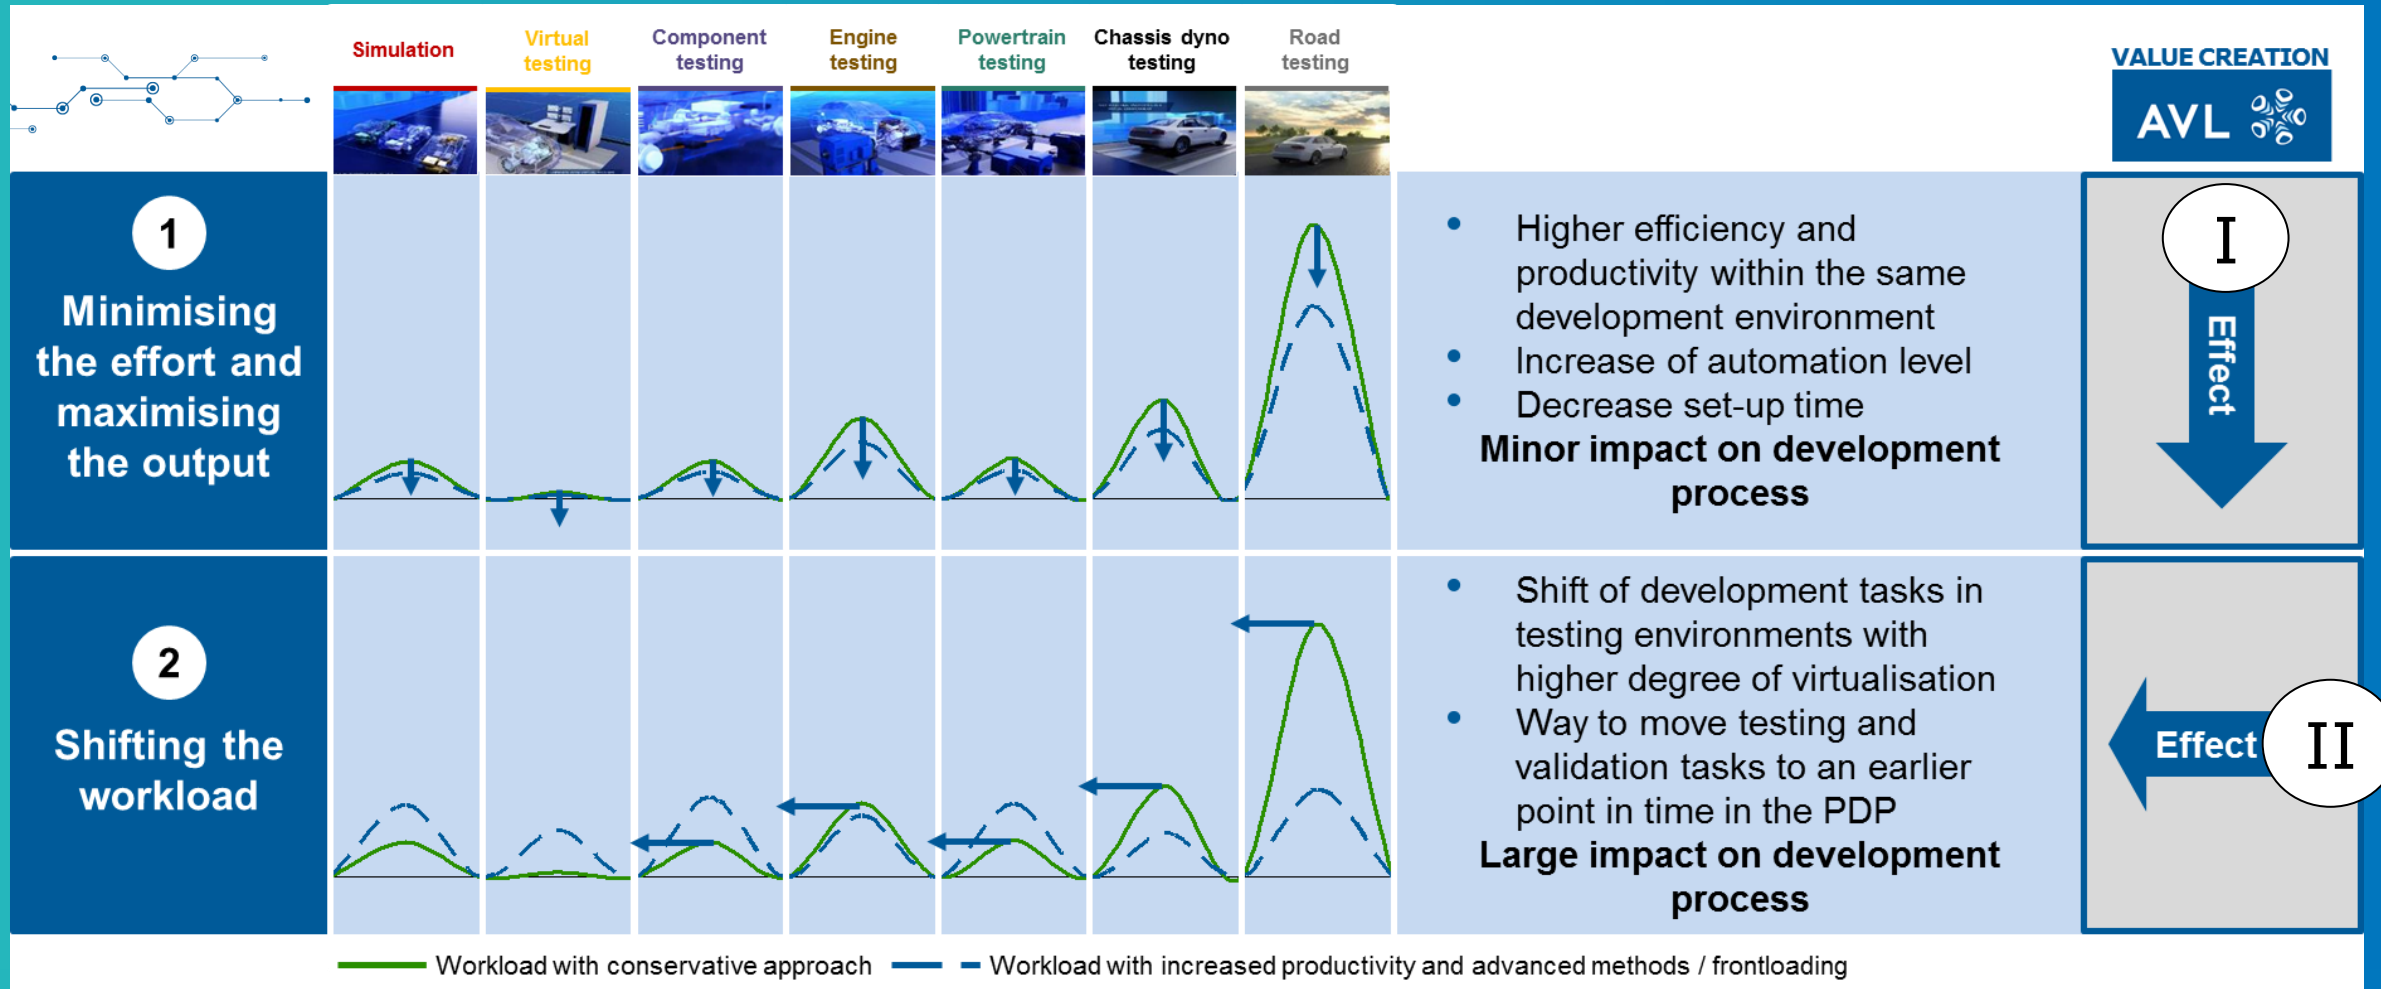 Simulation
Virtual
testing
Component
testing
Engine
testing
Powertrain
testing
Chassis dyno
testing
Road
testing
VALUE CREATION
AVL
1
Minimising
the effort and
maximising
the output
• Higher efficiency and
productivity within the same
development environment
• Increase of automation level
• Decrease set-up time
Minor impact on development
process
I
Effect
2
Shifting the
workload
• Shift of development tasks in
testing environments with
higher degree of virtualisation
• Way to move testing and
validation tasks to an earlier
point in time in the PDP
Large impact on development
process
Effect
II
Workload with conservative approach
Workload with increased productivity and advanced methods / frontloading